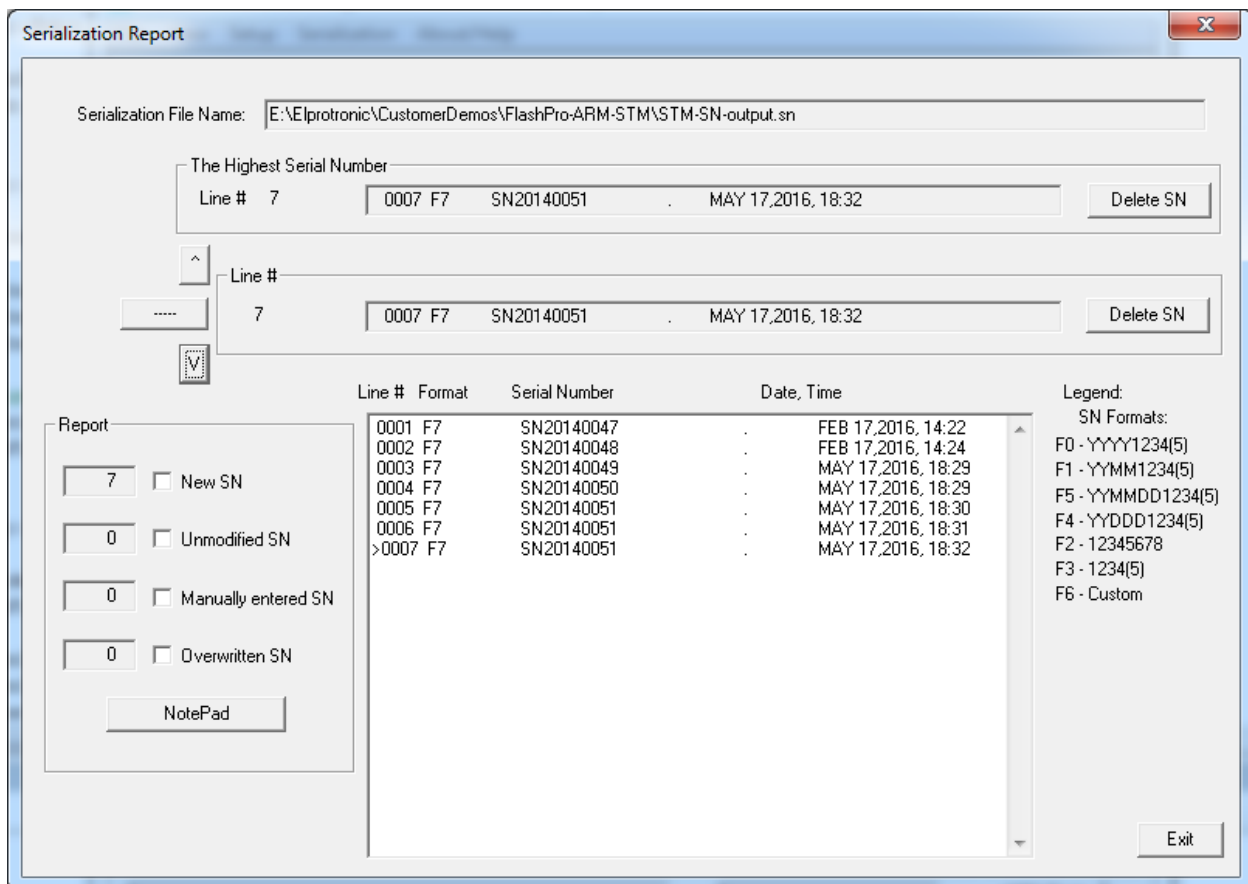 Serialization Report
Serialization File Name: E:\Elprotronic\CustomerDemos\FlashPro-ARM-STM\STM-SN-output.sn
The Highest Serial Number
Line # 7 0007 F7 SN20140051 . MAY 17,2016, 18:32 Delete SN
^
Line #
----- 7 0007 F7 SN20140051 . MAY 17,2016, 18:32 Delete SN
V
Line # Format Serial Number Date, Time
0001 F7 SN20140047 . FEB 17,2016, 14:22
0002 F7 SN20140048 . FEB 17,2016, 14:24
0003 F7 SN20140049 . MAY 17,2016, 18:29
0004 F7 SN20140050 . MAY 17,2016, 18:29
0005 F7 SN20140051 . MAY 17,2016, 18:30
0006 F7 SN20140051 . MAY 17,2016, 18:31
>0007 F7 SN20140051 . MAY 17,2016, 18:32
Legend:
SN Formats:
F0 - YYYY1234(5)
F1 - YYMM1234(5)
F5 - YYMMDD1234(5)
F4 - YYDDD1234(5)
F2 - 12345678
F3 - 1234(5)
F6 - Custom
Report
7 New SN
0 Unmodified SN
0 Manually entered SN
0 Overwritten SN
NotePad
Exit